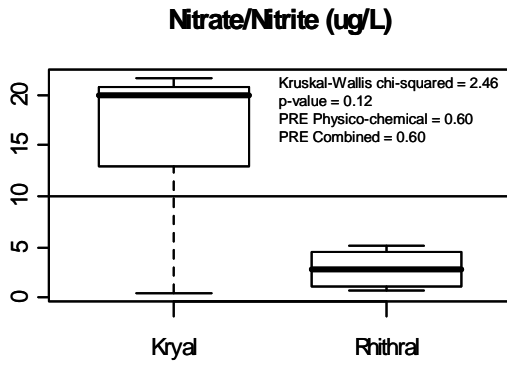 Nitrate/Nitrite (ug/L)
Kruskal-Wallis chi-squared = 2.46
p-value = 0.12
PRE Physico-chemical = 0.60
PRE Combined = 0.60
20
15
10
5
0
Kryal Rhithral